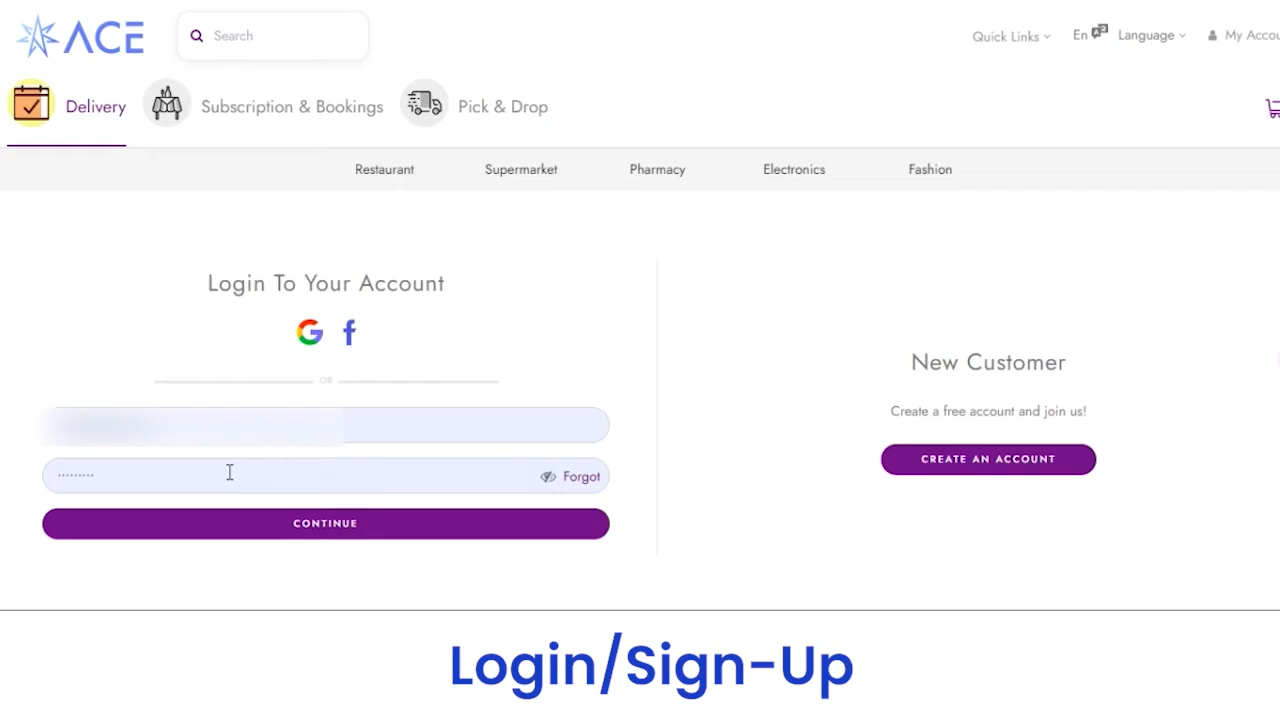 ACE
Search
Quick Links
En
Language
My Accou
Delivery
Subscription & Bookings
Pick & Drop
Restaurant
Supermarket
Pharmacy
Electronics
Fashion
Login To Your Account
OR
Forgot
CONTINUE
New Customer
Create a free account and join us!
CREATE AN ACCOUNT
Login/Sign-Up